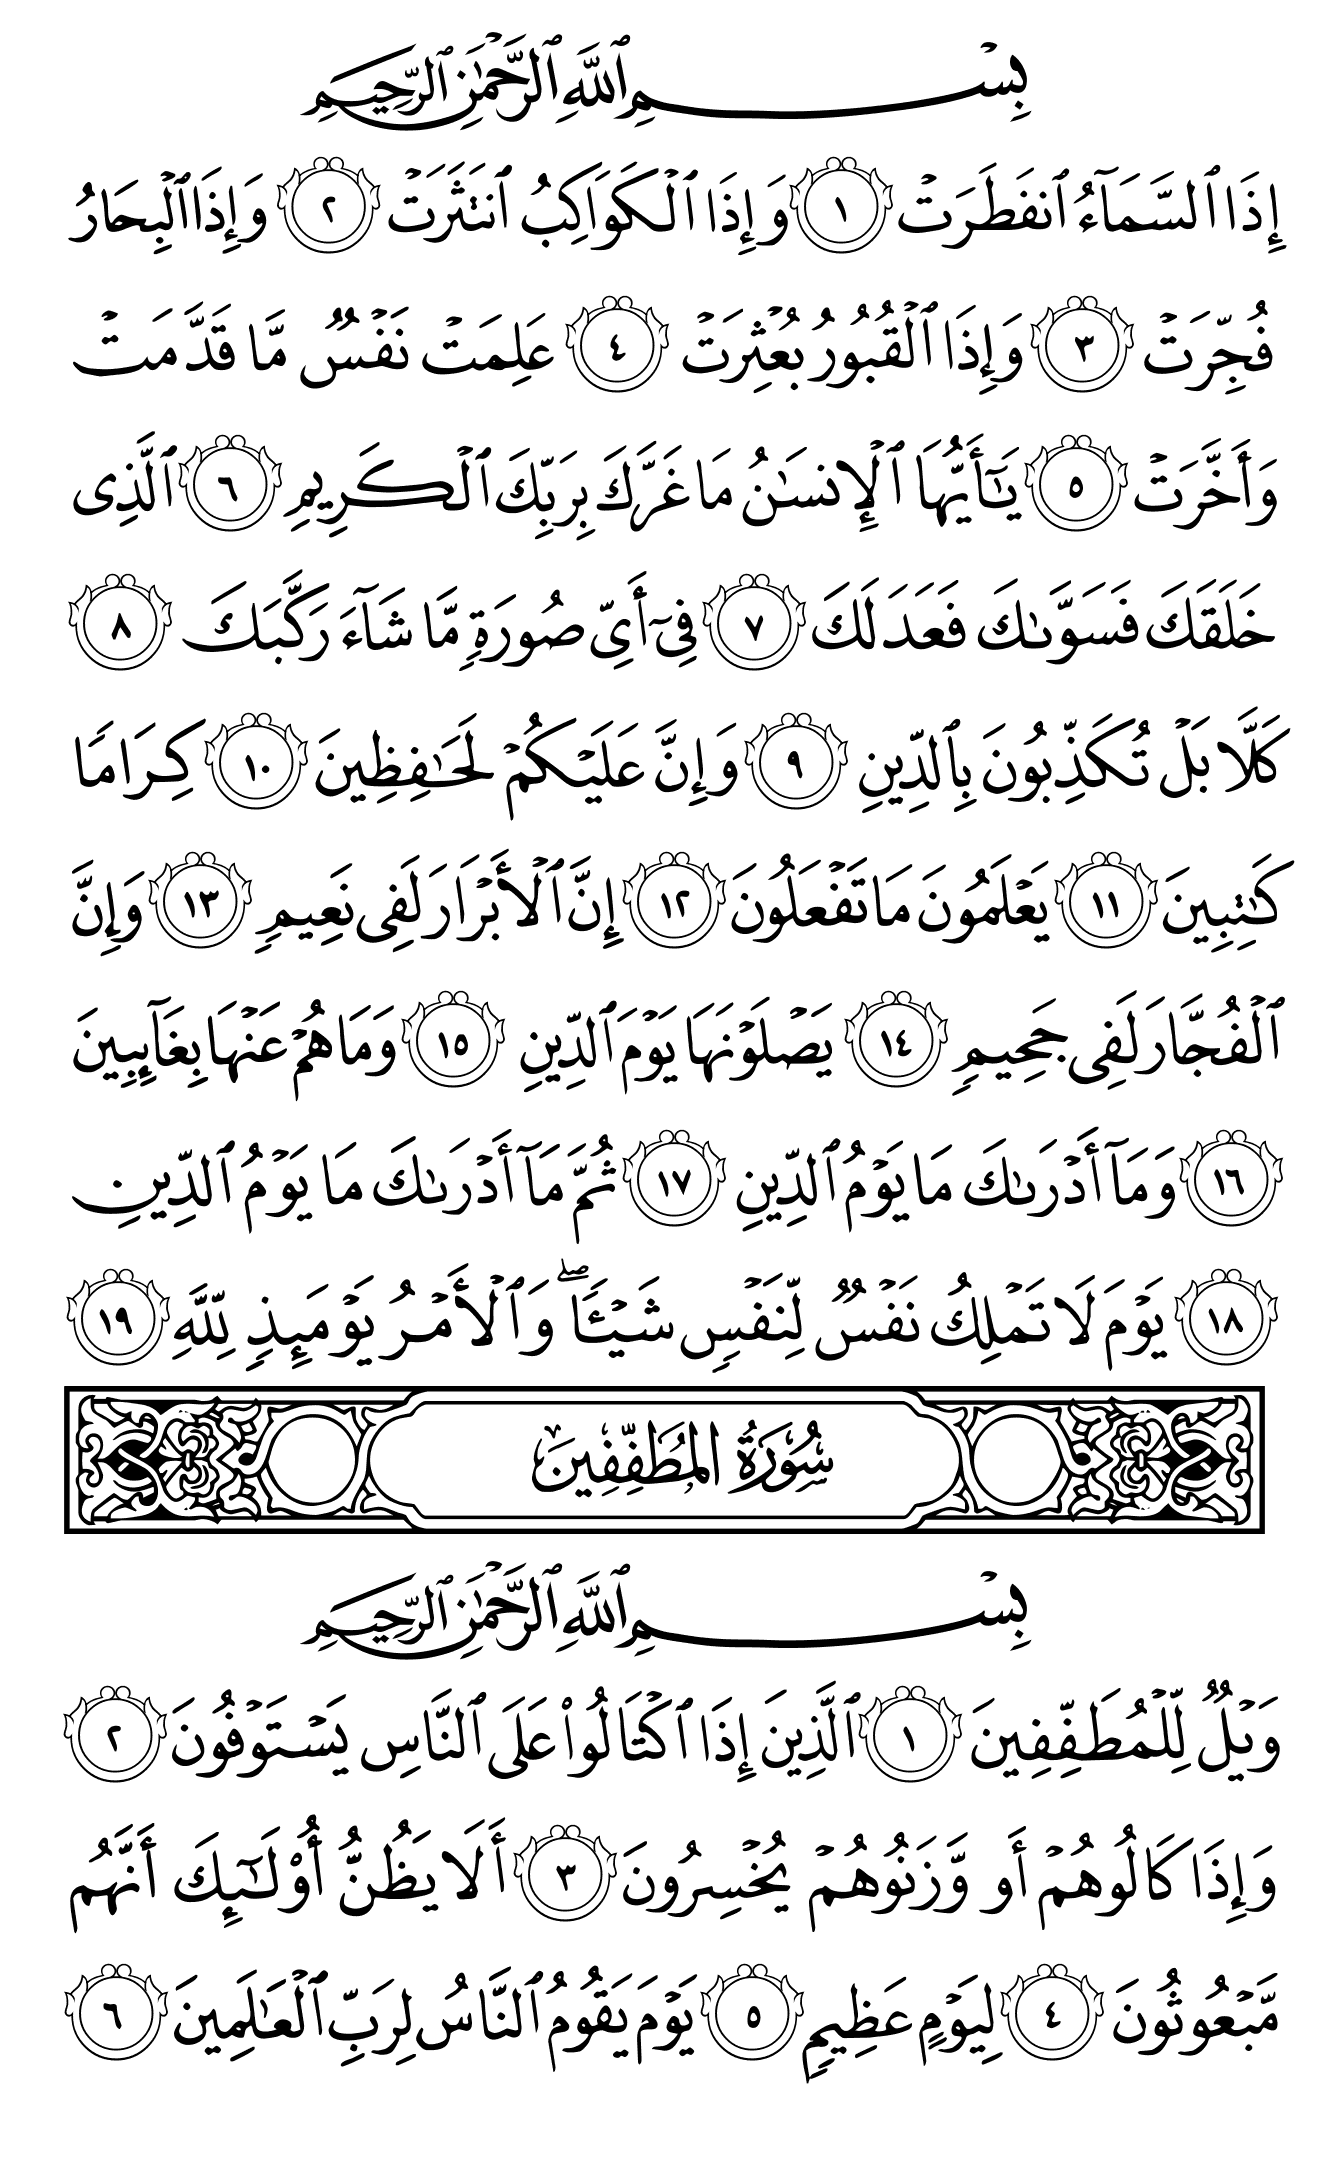 بِسْمِ ٱللَّهِ ٱلرَّحْمَٰنِ ٱلرَّحِيمِ
إِذَا ٱلسَّمَآءُ ٱنفَطَرَتْ ١ وَإِذَا ٱلْكَوَاكِبُ ٱنتَثَرَتْ ٢ وَإِذَا ٱلْبِحَارُ
فُجِّرَتْ ٣ وَإِذَا ٱلْقُبُورُ بُعْثِرَتْ ٤ عَلِمَتْ نَفْسٌ مَّا قَدَّمَتْ
وَأَخَّرَتْ ٥ يَـٰٓأَيُّهَا ٱلْإِنسَـٰنُ مَا غَرَّكَ بِرَبِّكَ ٱلْكَرِيمِ ٦ ٱلَّذِى
خَلَقَكَ فَسَوَّىٰكَ فَعَدَلَكَ ٧ فِىٓ أَىِّ صُورَةٍ مَّا شَآءَ رَكَّبَكَ ٨
كَلَّا بَلْ تُكَذِّبُونَ بِٱلدِّينِ ٩ وَإِنَّ عَلَيْكُمْ لَحَـٰفِظِينَ ١٠ كِرَامًا
كَـٰتِبِينَ ١١ يَعْلَمُونَ مَا تَفْعَلُونَ ١٢ إِنَّ ٱلْأَبْرَارَ لَفِى نَعِيمٍ ١٣ وَإِنَّ
ٱلْفُجَّارَ لَفِى جَحِيمٍ ١٤ يَصْلَوْنَهَا يَوْمَ ٱلدِّينِ ١٥ وَمَا هُمْ عَنْهَا بِغَآئِبِينَ
١٦ وَمَآ أَدْرَىٰكَ مَا يَوْمُ ٱلدِّينِ ١٧ ثُمَّ مَآ أَدْرَىٰكَ مَا يَوْمُ ٱلدِّينِ
١٨ يَوْمَ لَا تَمْلِكُ نَفْسٌ لِّنَفْسٍ شَيْـًٔا ۖ وَٱلْأَمْرُ يَوْمَئِذٍ لِّلَّهِ ١٩
سُورَةُ المُطَفِّفِينَ
بِسْمِ ٱللَّهِ ٱلرَّحْمَٰنِ ٱلرَّحِيمِ
وَيْلٌ لِّلْمُطَفِّفِينَ ١ ٱلَّذِينَ إِذَا ٱكْتَالُوا۟ عَلَى ٱلنَّاسِ يَسْتَوْفُونَ ٢
وَإِذَا كَالُوهُمْ أَو وَّزَنُوهُمْ يُخْسِرُونَ ٣ أَلَا يَظُنُّ أُو۟لَـٰٓئِكَ أَنَّهُم
مَّبْعُوثُونَ ٤ لِيَوْمٍ عَظِيمٍ ٥ يَوْمَ يَقُومُ ٱلنَّاسُ لِرَبِّ ٱلْعَـٰلَمِينَ ٦